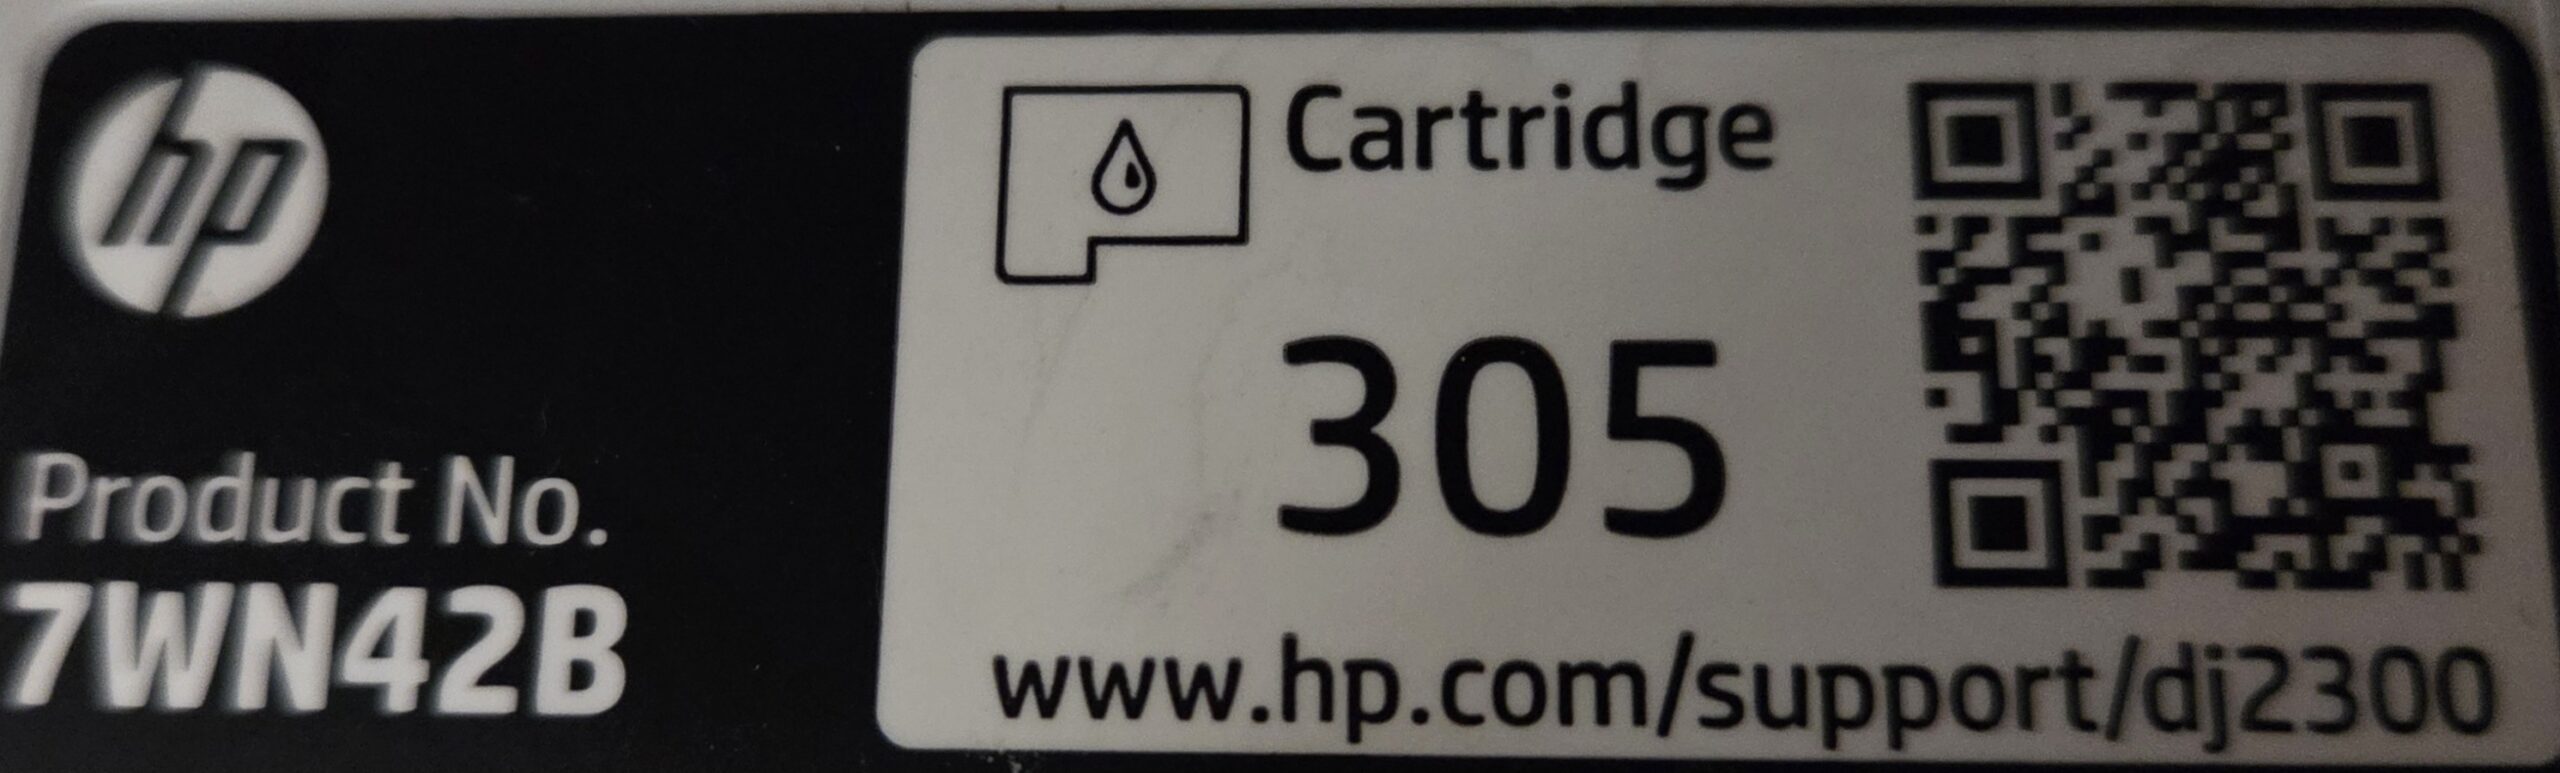 hp
Product No.
7WN42B
Cartridge
305
www.hp.com/support/dj2300